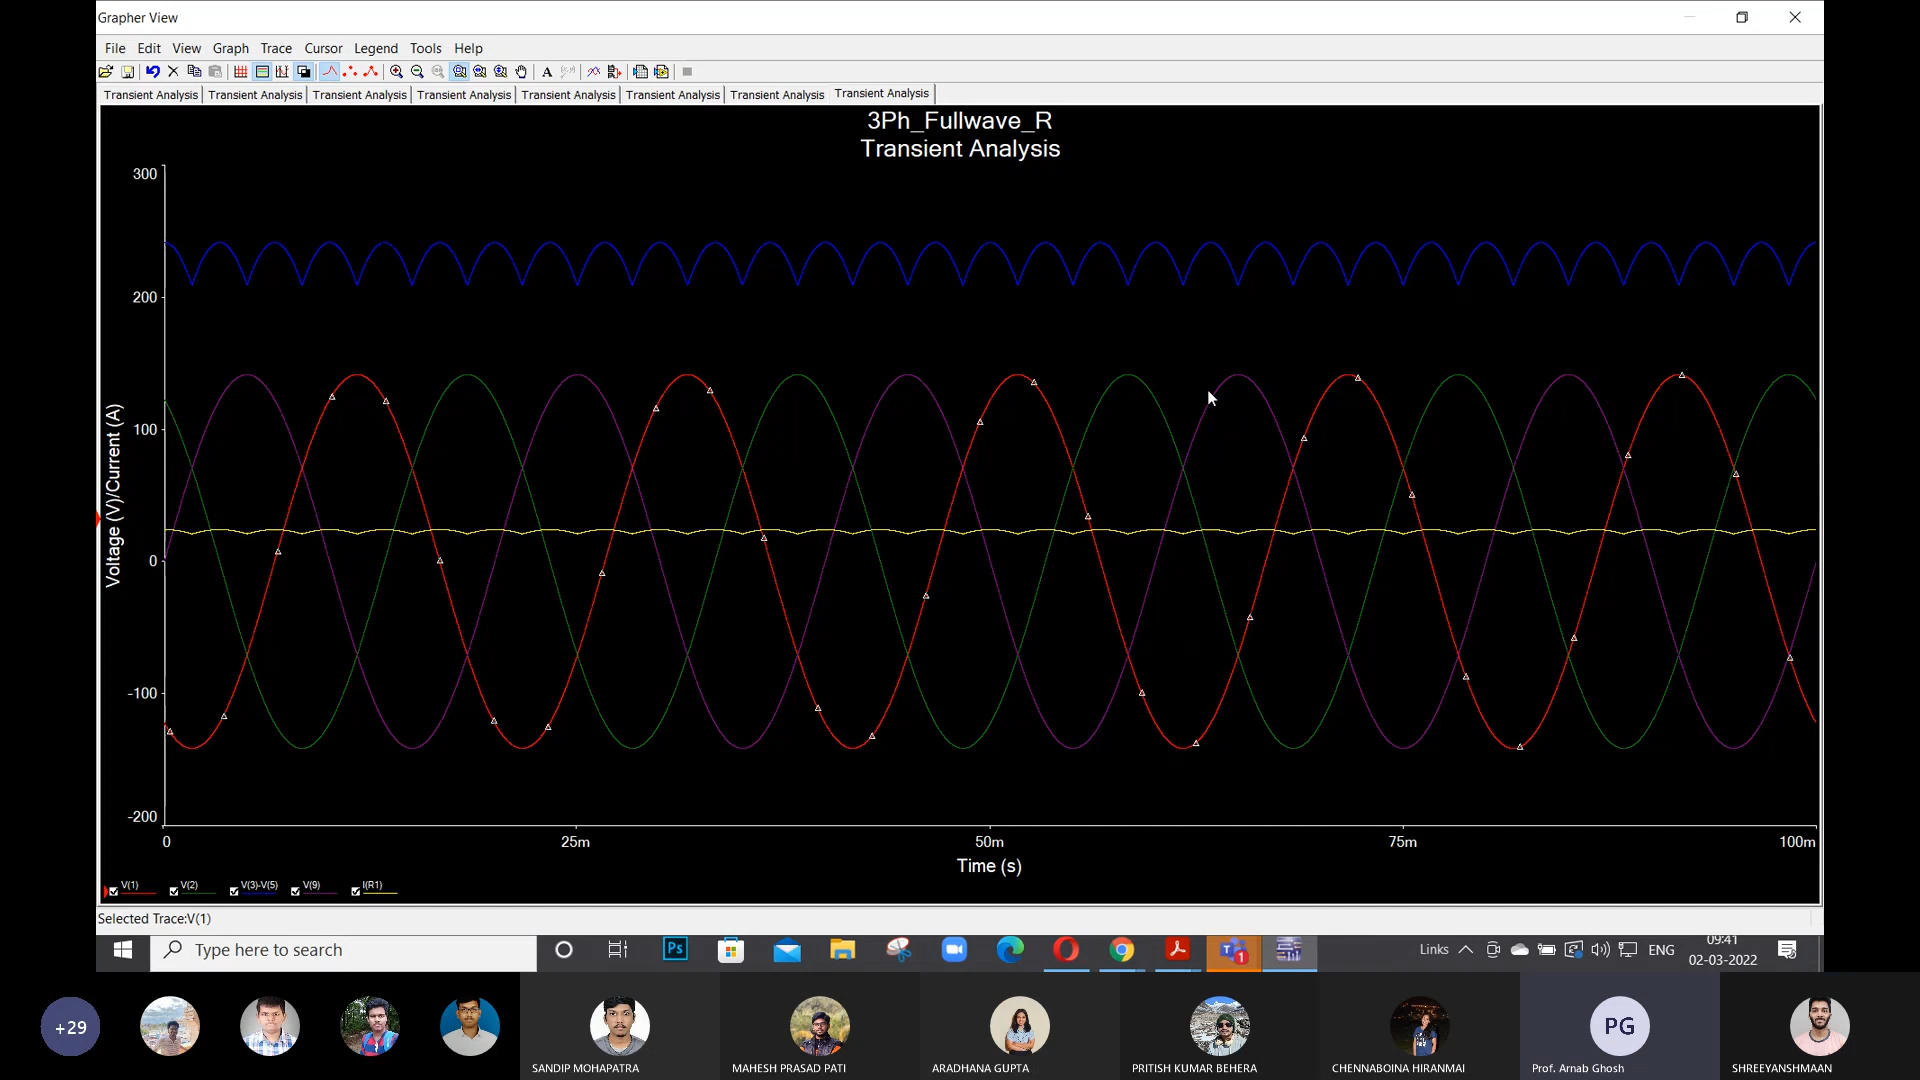 Grapher View
File Edit View Graph Trace Cursor Legend Tools Help
Transient Analysis Transient Analysis Transient Analysis Transient Analysis Transient Analysis Transient Analysis Transient Analysis Transient Analysis
3Ph_Fullwave_R
Transient Analysis
300
200
100
0
-100
-200
Voltage (V)/Current (A)
0 25m 50m 75m 100m
Time (s)
V(1) V(2) V(3)-V(5) V(9) I(R1)
Selected Trace:V(1)
Type here to search
Ps
1
Links
ENG
09:41
02-03-2022
+29
PG
SANDIP MOHAPATRA
MAHESH PRASAD PATI
ARADHANA GUPTA
PRITISH KUMAR BEHERA
CHENNABOINA HIRANMAI
Prof. Arnab Ghosh
SHREEYANSHMAAN